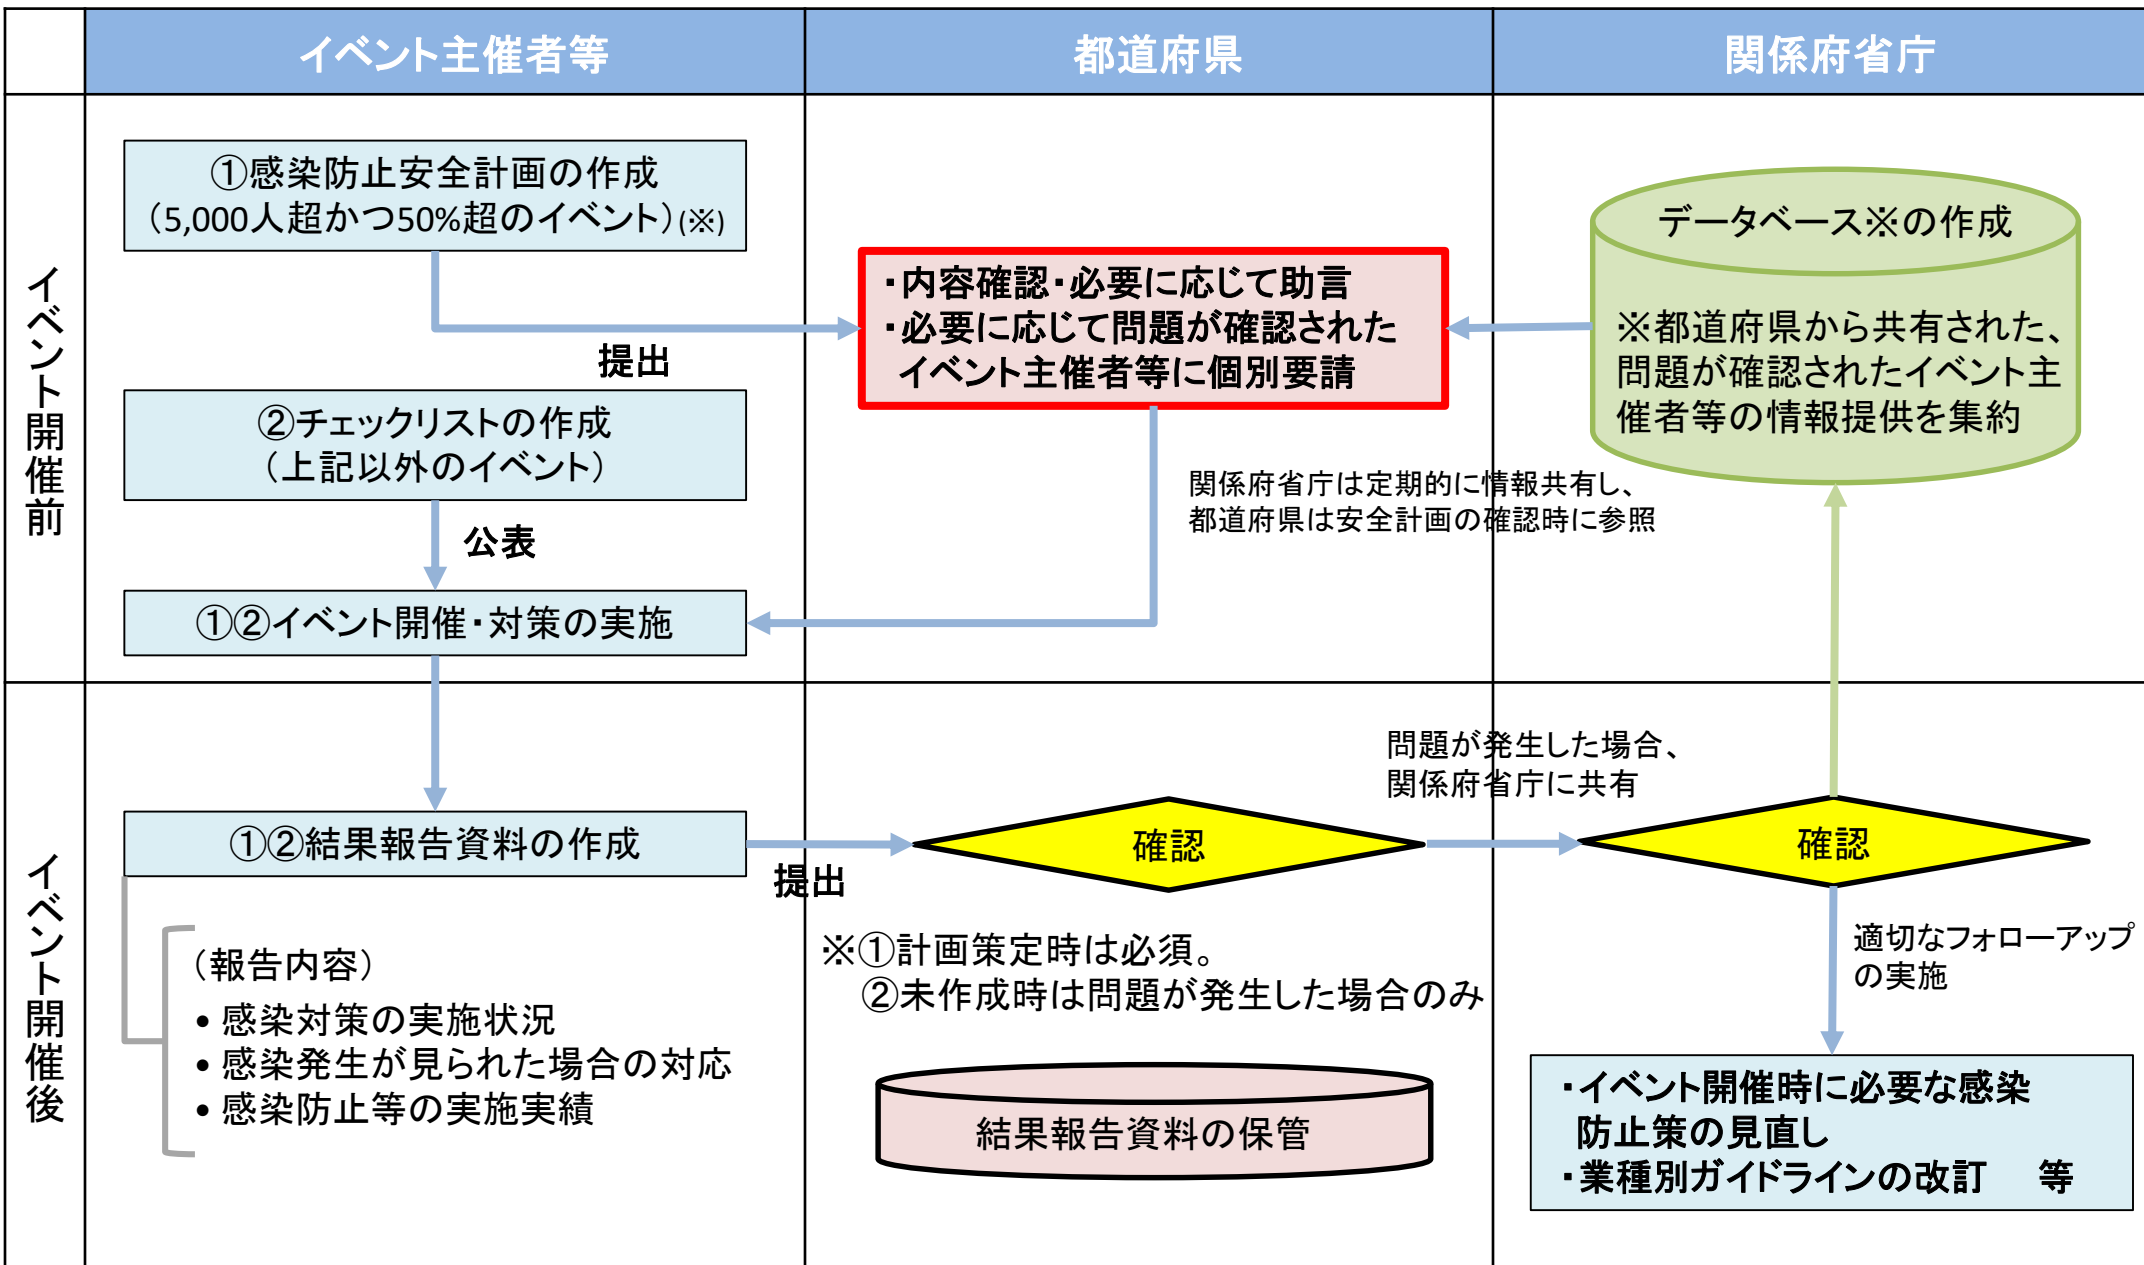 イベント主催者等
都道府県
関係府省庁
イベント開催前
①感染防止安全計画の作成
（5,000人超かつ50%超のイベント）(※)
提出
②チェックリストの作成
（上記以外のイベント）
公表
①②イベント開催・対策の実施
・内容確認・必要に応じて助言
・必要に応じて問題が確認された
イベント主催者等に個別要請
関係府省庁は定期的に情報共有し、
都道府県は安全計画の確認時に参照
データベース※の作成
※都道府県から共有された、
問題が確認されたイベント主
催者等の情報提供を集約
イベント開催後
①②結果報告資料の作成
提出
（報告内容）
• 感染対策の実施状況
• 感染発生が見られた場合の対応
• 感染防止等の実施実績
確認
※①計画策定時は必須。
②未作成時は問題が発生した場合のみ
結果報告資料の保管
問題が発生した場合、
関係府省庁に共有
確認
適切なフォローアップ
の実施
・イベント開催時に必要な感染
防止策の見直し
・業種別ガイドラインの改訂　等